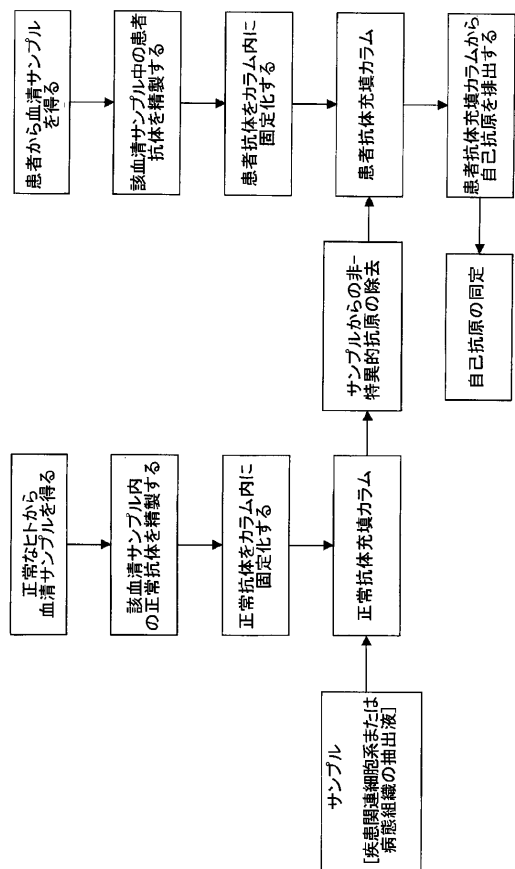 正常なヒトから
血清サンプルを得る
該血清サンプル内
の正常抗体を精製する
正常抗体をカラム内に
固定化する
サンプル
[疾患関連細胞系または
病態組織の抽出液]
正常抗体充填カラム
サンプルからの非-
特異的抗原の除去
患者から血清サンプル
を得る
該血清サンプル中の患者
抗体を精製する
患者抗体をカラム内に
固定化する
患者抗体充填カラム
患者抗体充填カラムから
自己抗原を排出する
自己抗原の同定